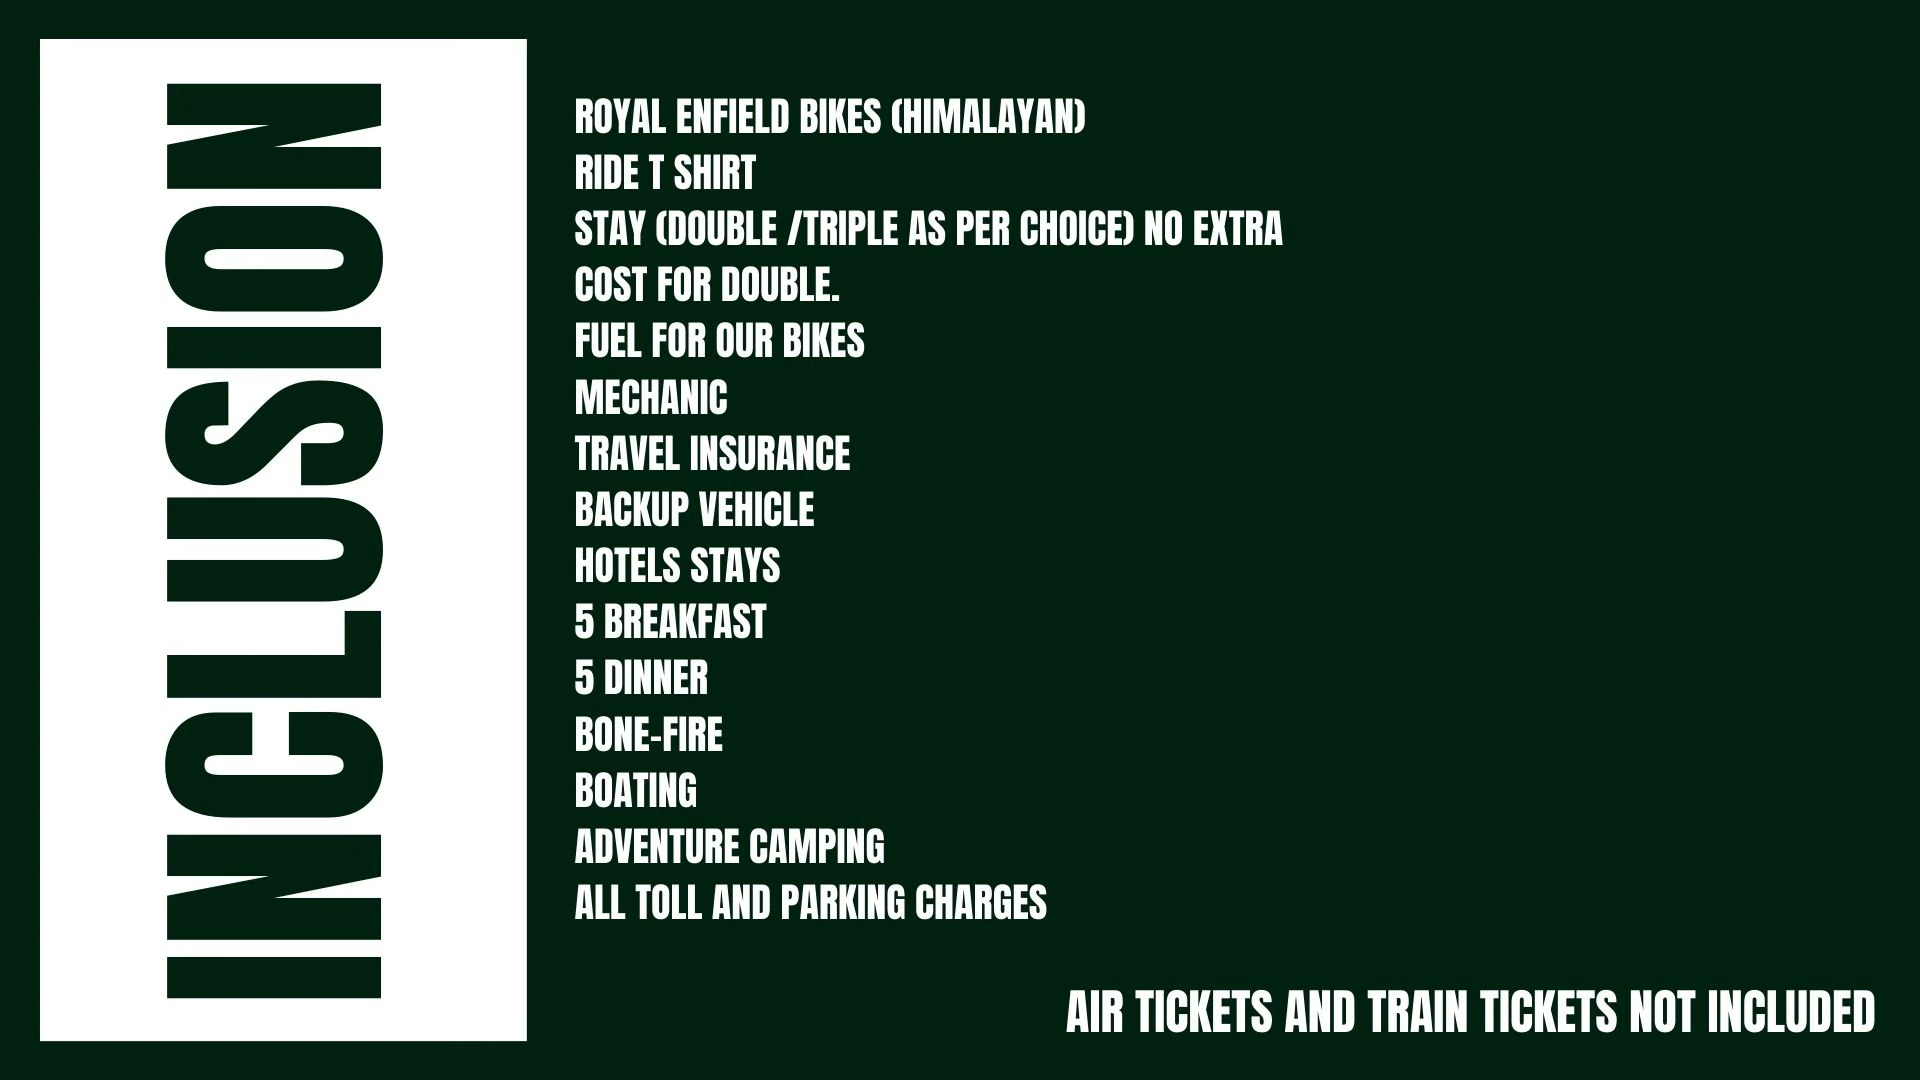 INCLUSION
ROYAL ENFIELD BIKES (HIMALAYAN)
RIDE T SHIRT
STAY (DOUBLE /TRIPLE AS PER CHOICE) NO EXTRA
COST FOR DOUBLE.
FUEL FOR OUR BIKES
MECHANIC
TRAVEL INSURANCE
BACKUP VEHICLE
HOTELS STAYS
5 BREAKFAST
5 DINNER
BONE-FIRE
BOATING
ADVENTURE CAMPING
ALL TOLL AND PARKING CHARGES
AIR TICKETS AND TRAIN TICKETS NOT INCLUDED